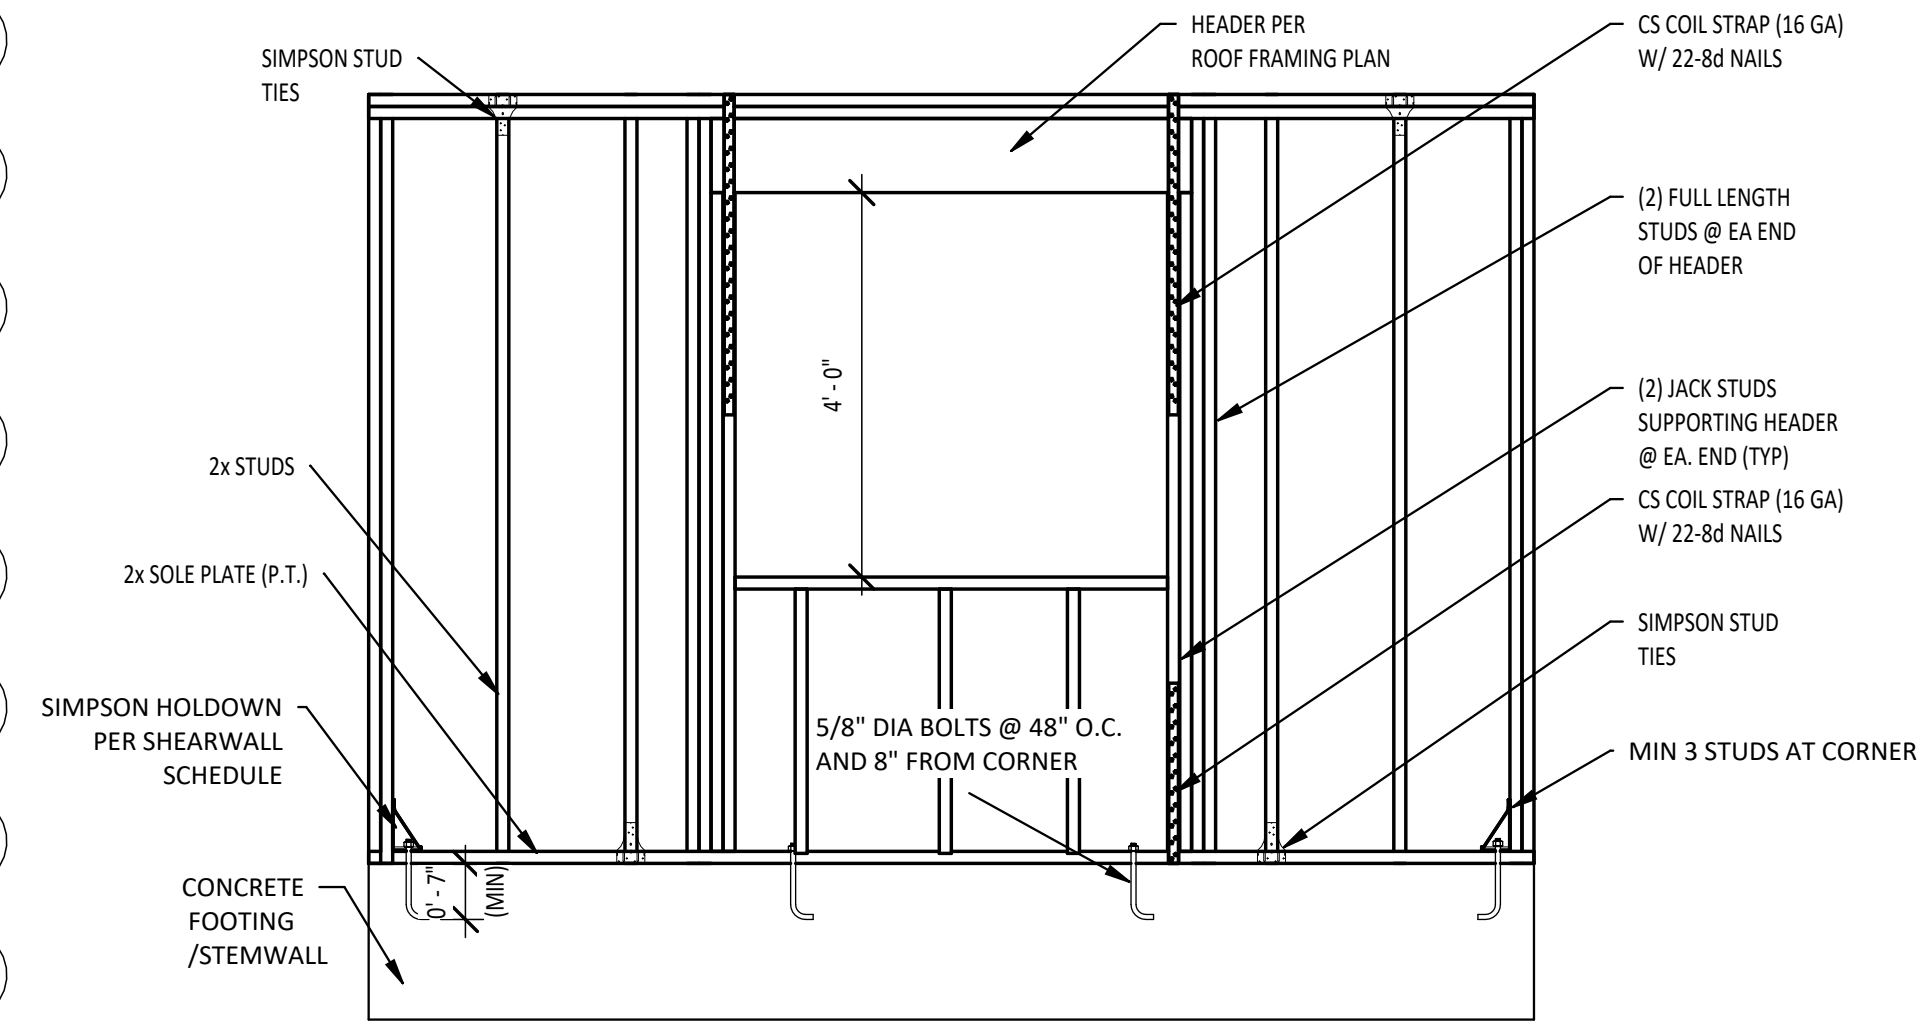 SIMPSON STUD
TIES
HEADER PER
ROOF FRAMING PLAN
CS COIL STRAP (16 GA)
W/ 22-8d NAILS
(2) FULL LENGTH
STUDS @ EA END
OF HEADER
4' - 0"
(2) JACK STUDS
SUPPORTING HEADER
@ EA. END (TYP)
2x STUDS
CS COIL STRAP (16 GA)
W/ 22-8d NAILS
2x SOLE PLATE (P.T.)
SIMPSON STUD
TIES
SIMPSON HOLDOWN
PER SHEARWALL
SCHEDULE
5/8" DIA BOLTS @ 48" O.C.
AND 8" FROM CORNER
MIN 3 STUDS AT CORNER
0' - 7"
(MIN)
CONCRETE
FOOTING
/STEMWALL